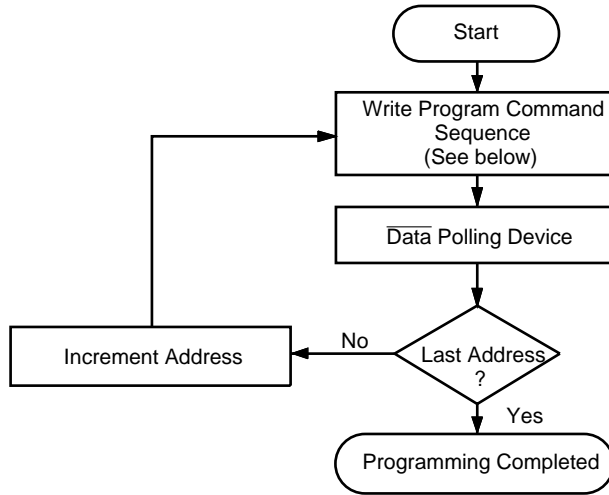 Start
Write Program Command
Sequence
(See below)
Data Polling Device
No
Increment Address
Last Address
?
Yes
Programming Completed